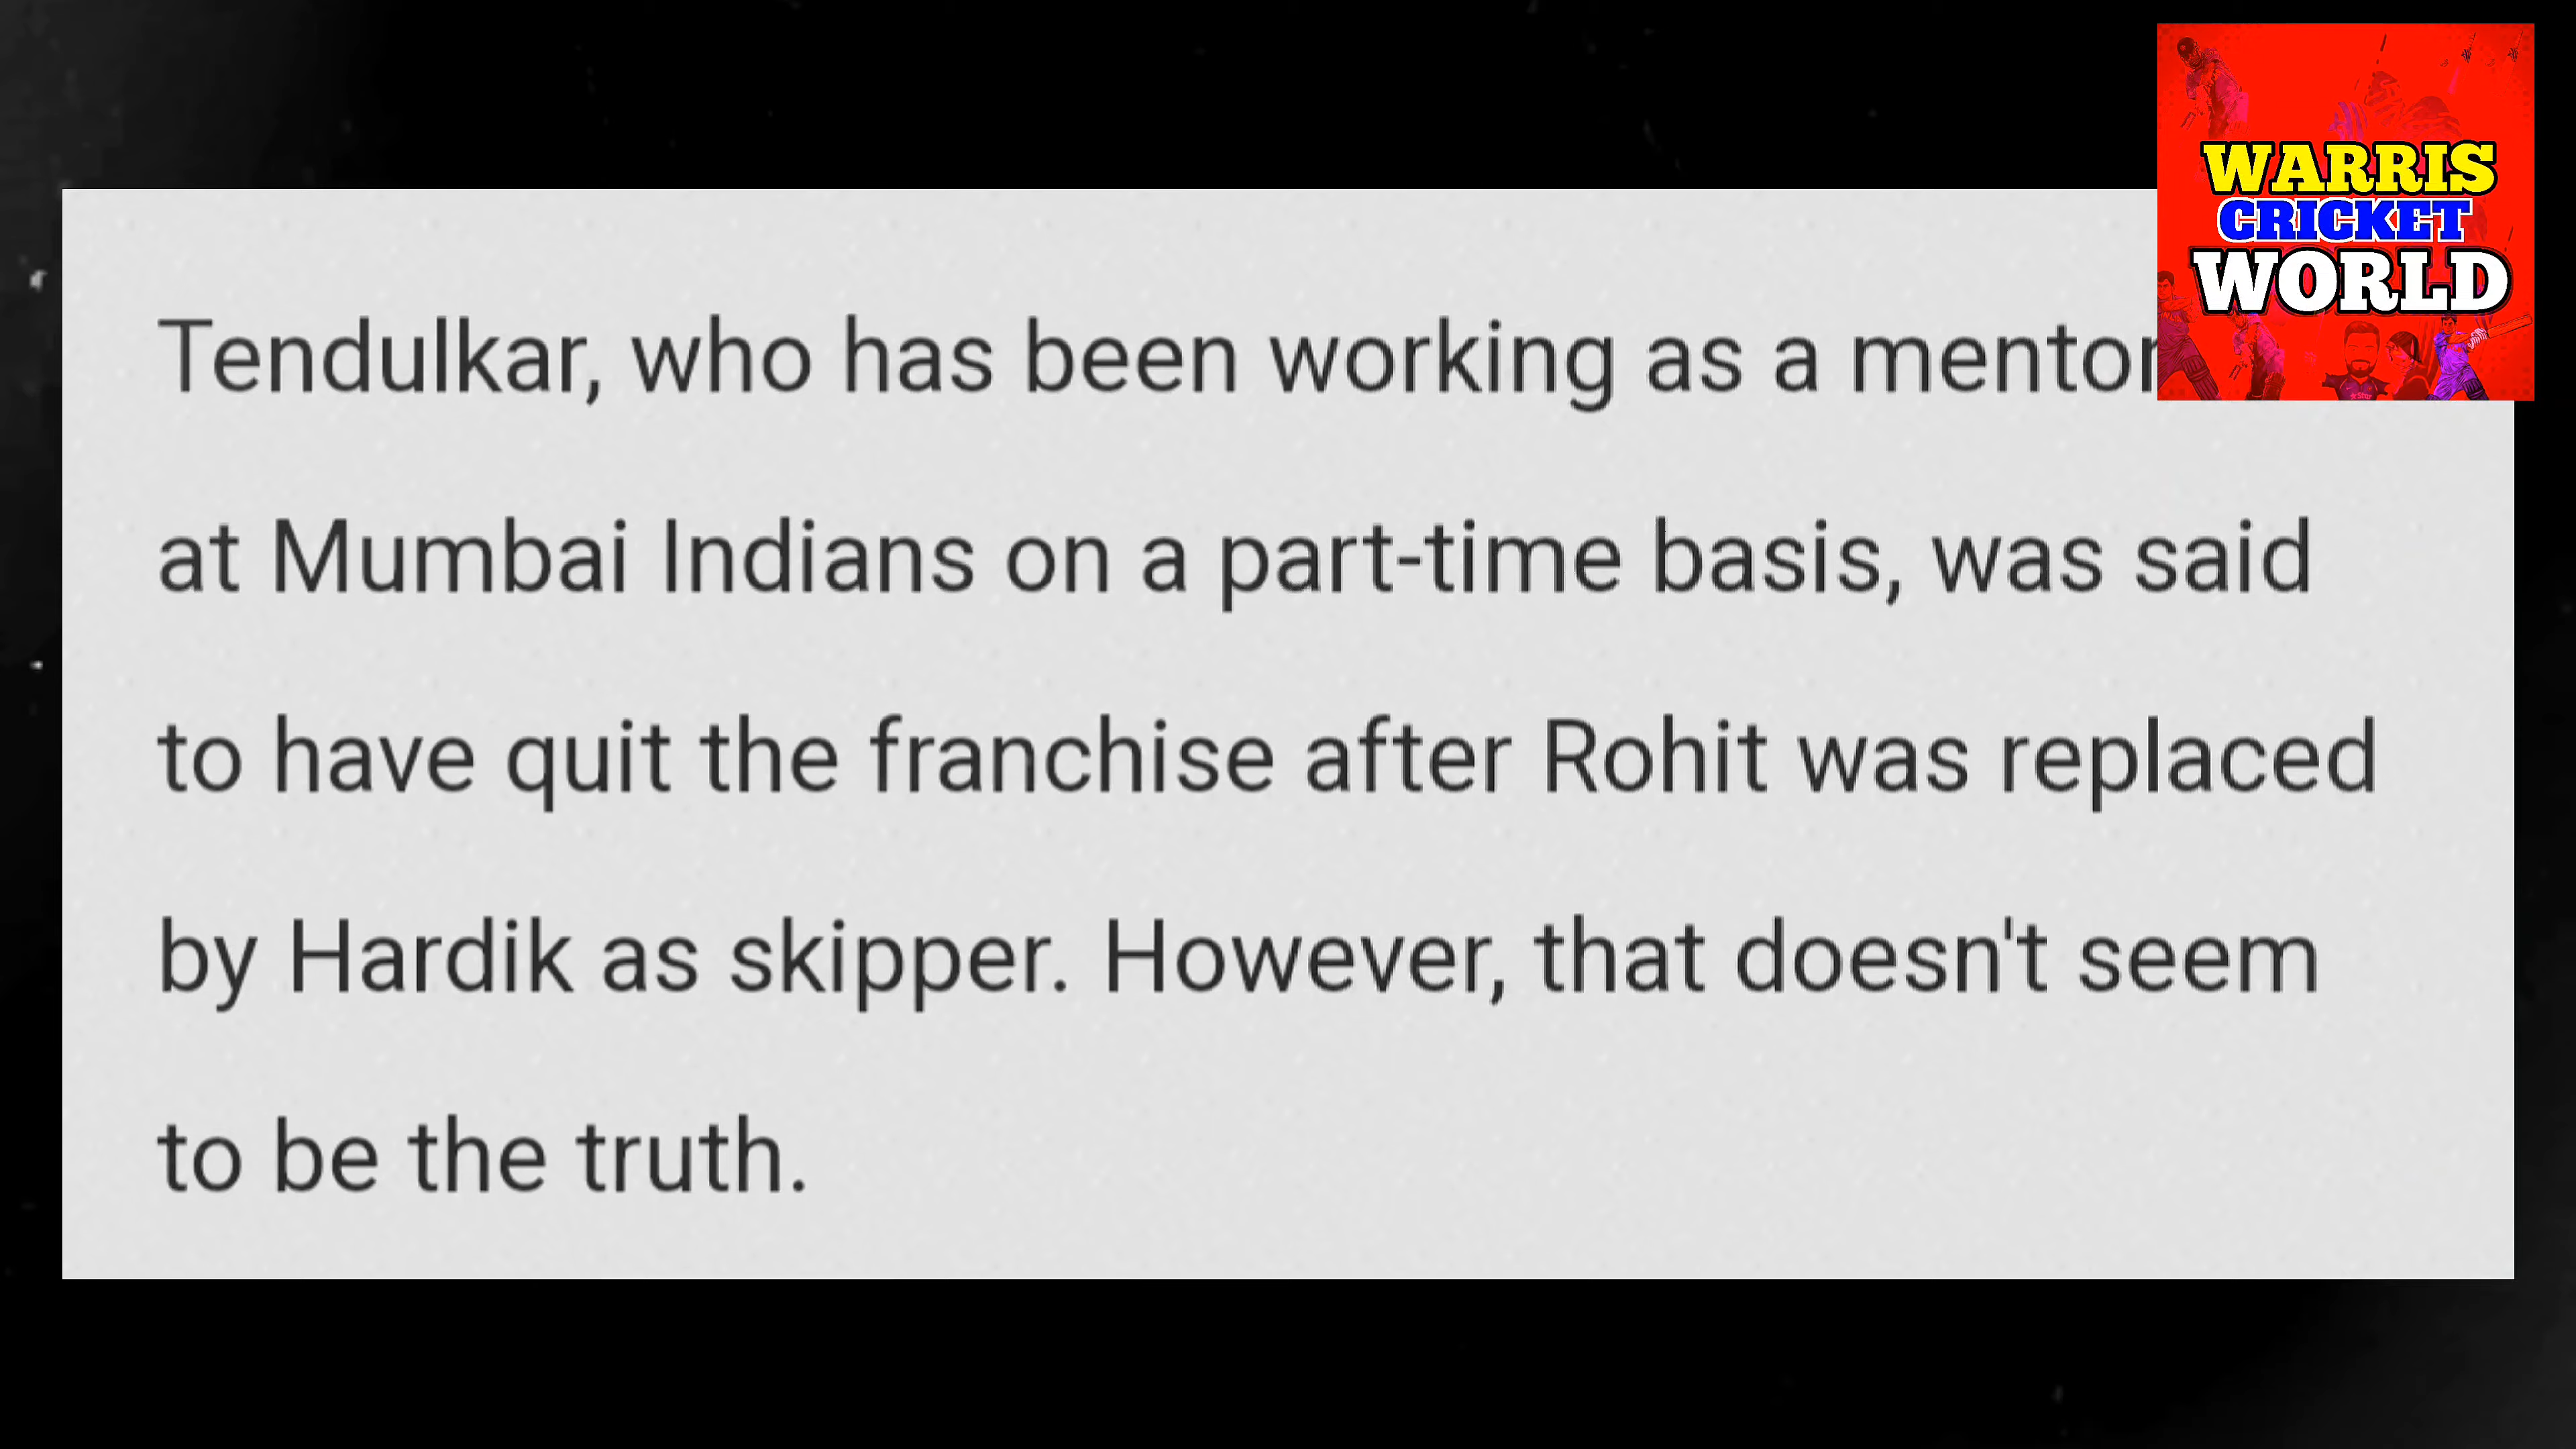 WARRIS
CRICKET
WORLD
Tendulkar, who has been working as a mentor
at Mumbai Indians on a part-time basis, was said
to have quit the franchise after Rohit was replaced
by Hardik as skipper. However, that doesn't seem
to be the truth.